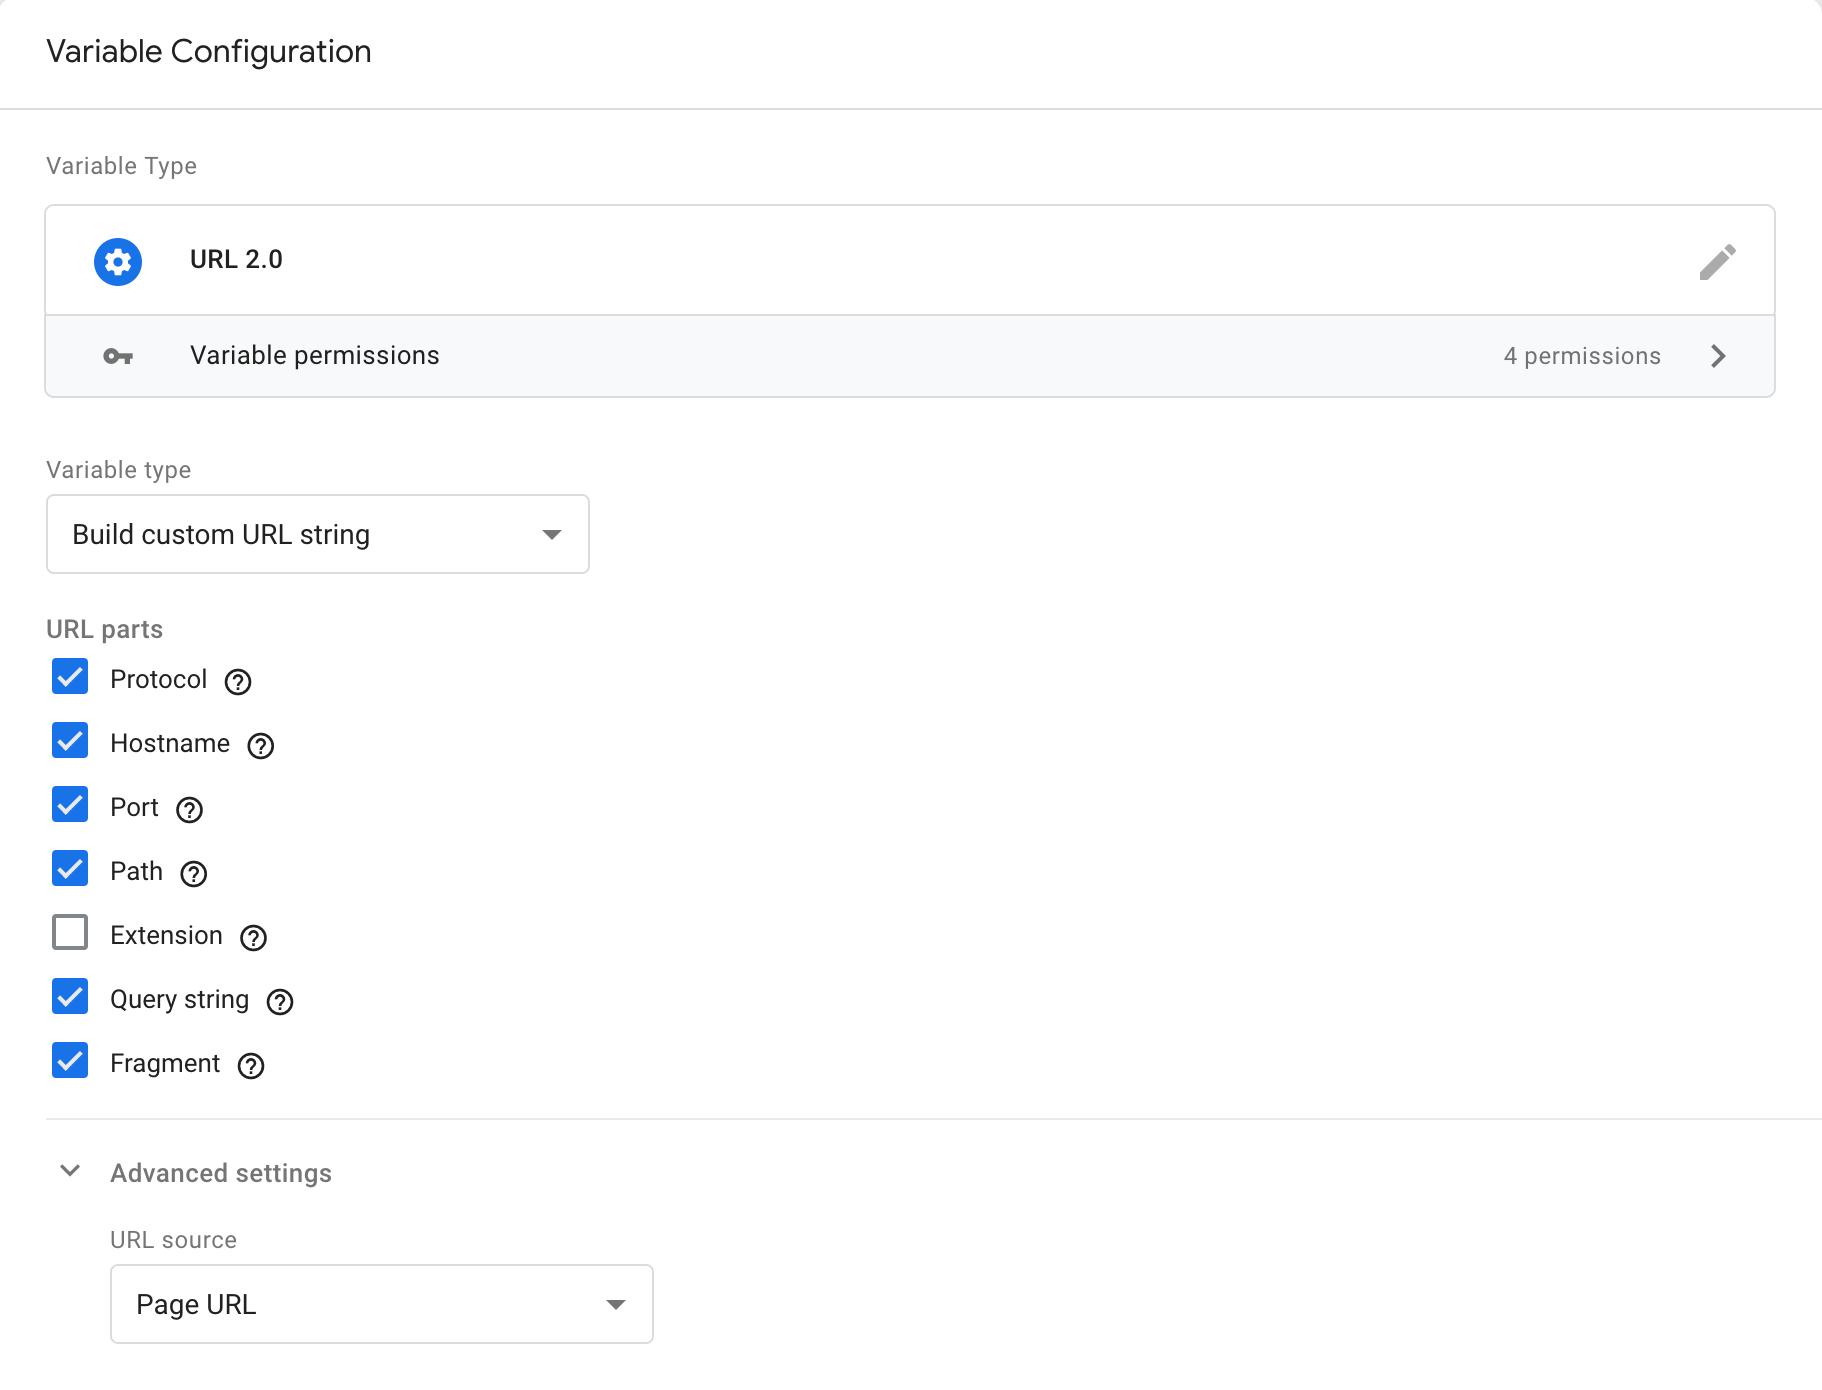 Variable Configuration
Variable Type
URL 2.0
Variable permissions 4 permissions
Variable type
Build custom URL string
URL parts
Protocol
Hostname
Port
Path
Extension
Query string
Fragment
Advanced settings
URL source
Page URL